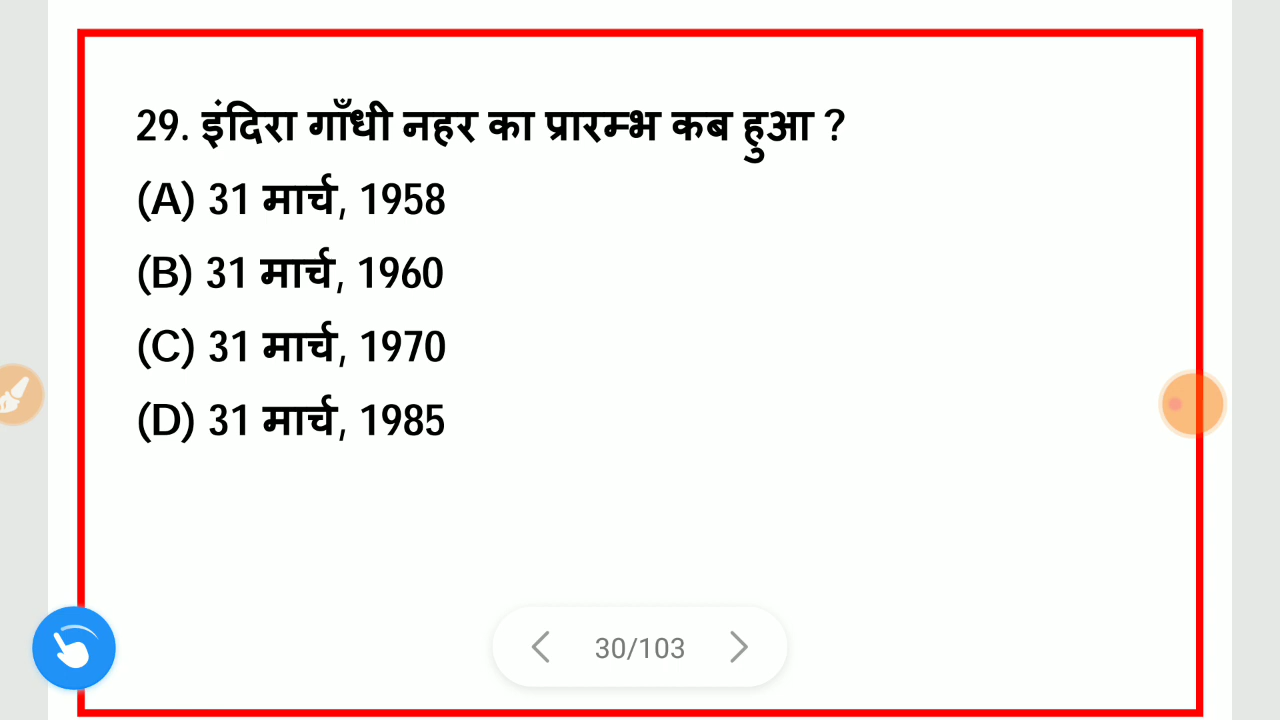 29. इंदिरा गाँधी नहर का प्रारम्भ कब हुआ ?
(A) 31 मार्च, 1958
(B) 31 मार्च, 1960
(C) 31 मार्च, 1970
(D) 31 मार्च, 1985
30/103